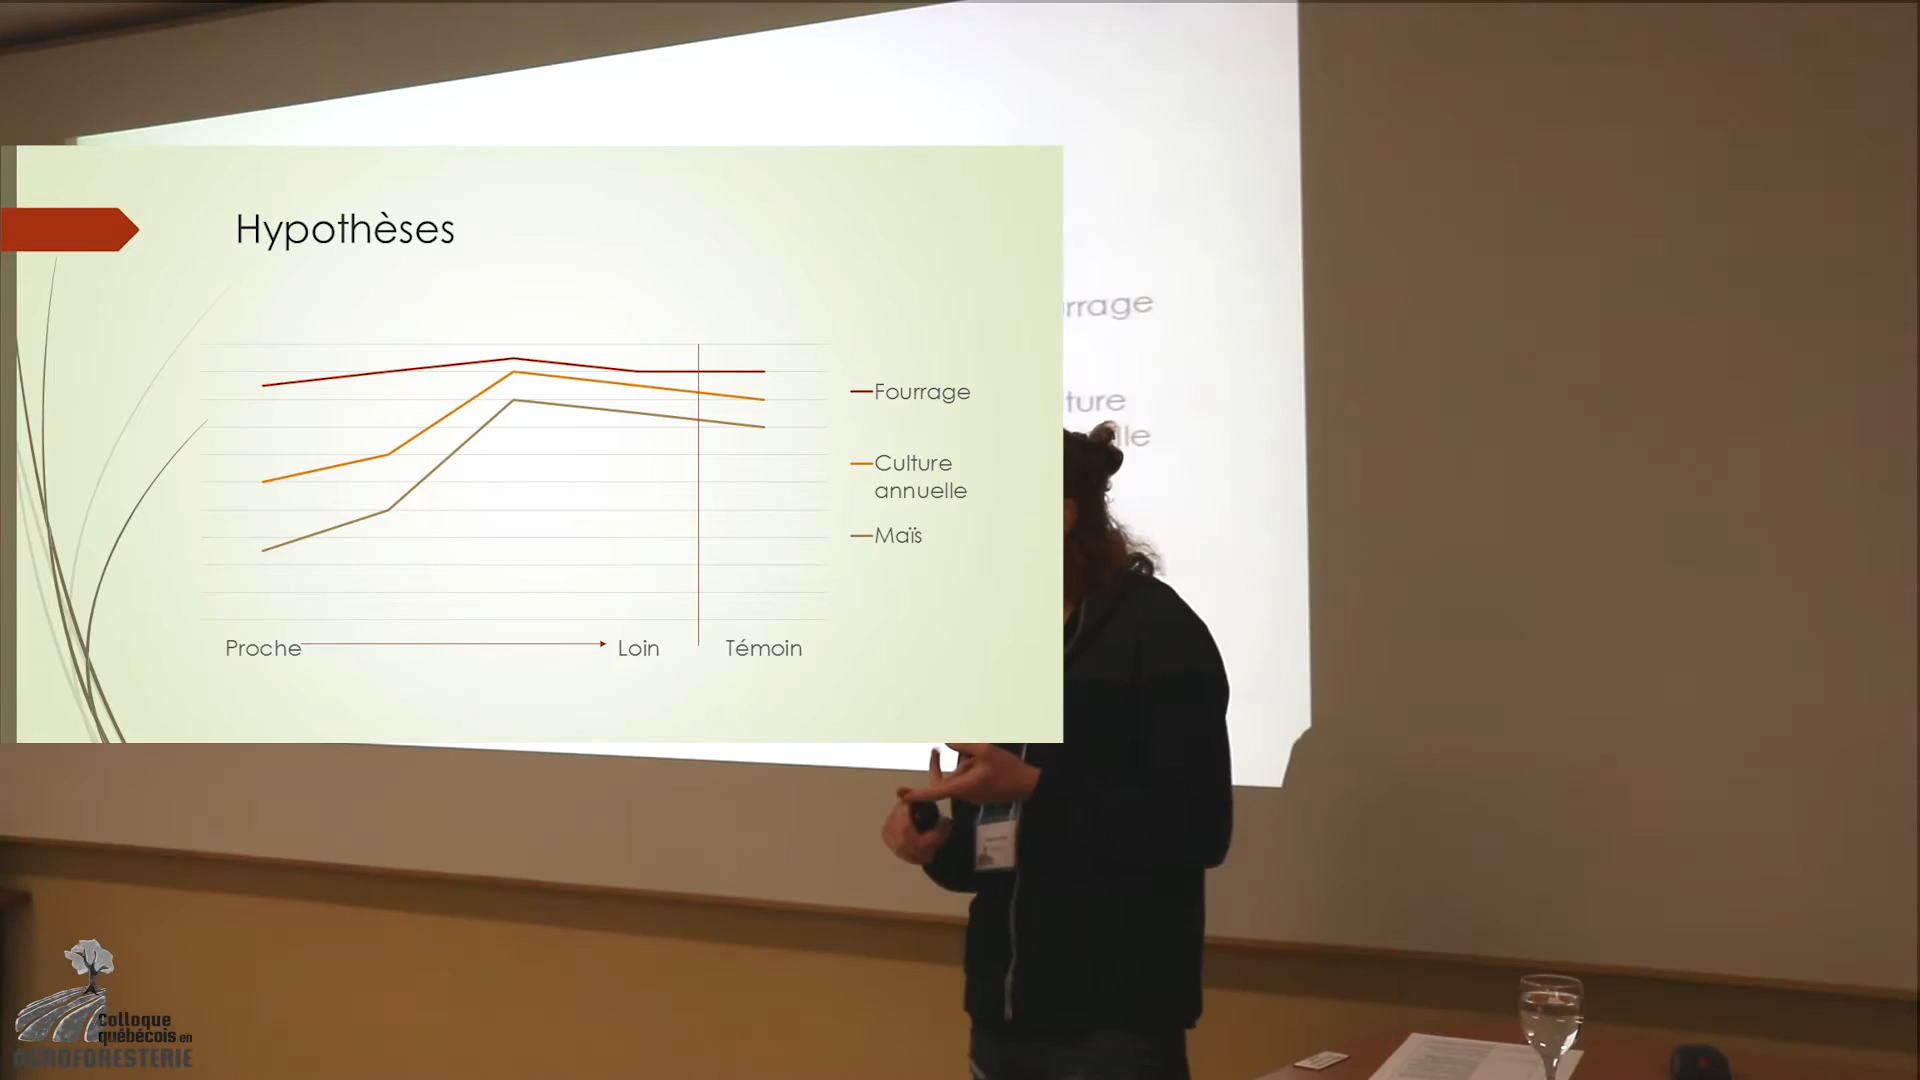 Hypothèses
rrage
Fourrage
ture
lle
Culture
annuelle
Maïs
Proche
Loin
Témoin
Colloque
québécois en
AGROFORESTERIE